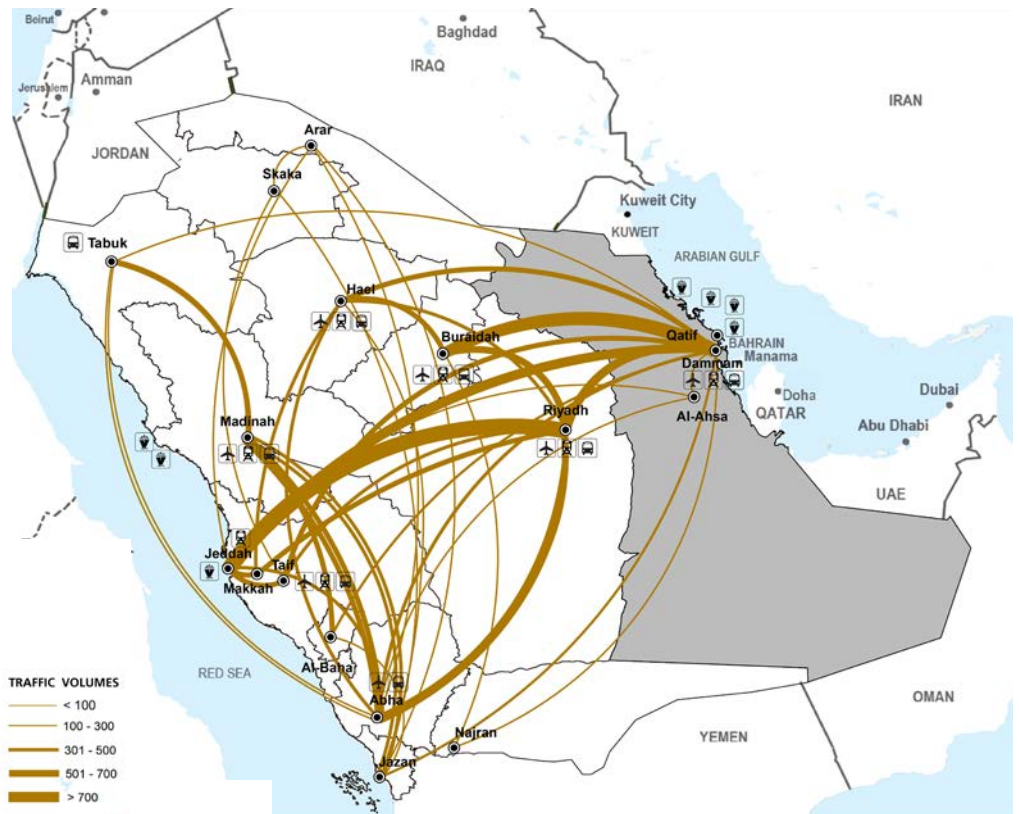 Beirut
Baghdad
IRAQ
IRAN
Amman
Jerusalem
JORDAN
Arar
Skaka
Kuweit City
KUWEIT
Tabuk
ARABIAN GULF
Hael
Buraidah
Qatif
BAHRAIN
Manama
Dammam
Doha
Dubai
Al-Ahsa
QATAR
Madinah
Riyadh
Abu Dhabi
UAE
Jeddah
Taif
Makkah
Al-Baha
RED SEA
Abha
Najran
OMAN
YEMEN
Jazan
TRAFFIC VOLUMES
< 100
100 - 300
301 - 500
501 - 700
> 700